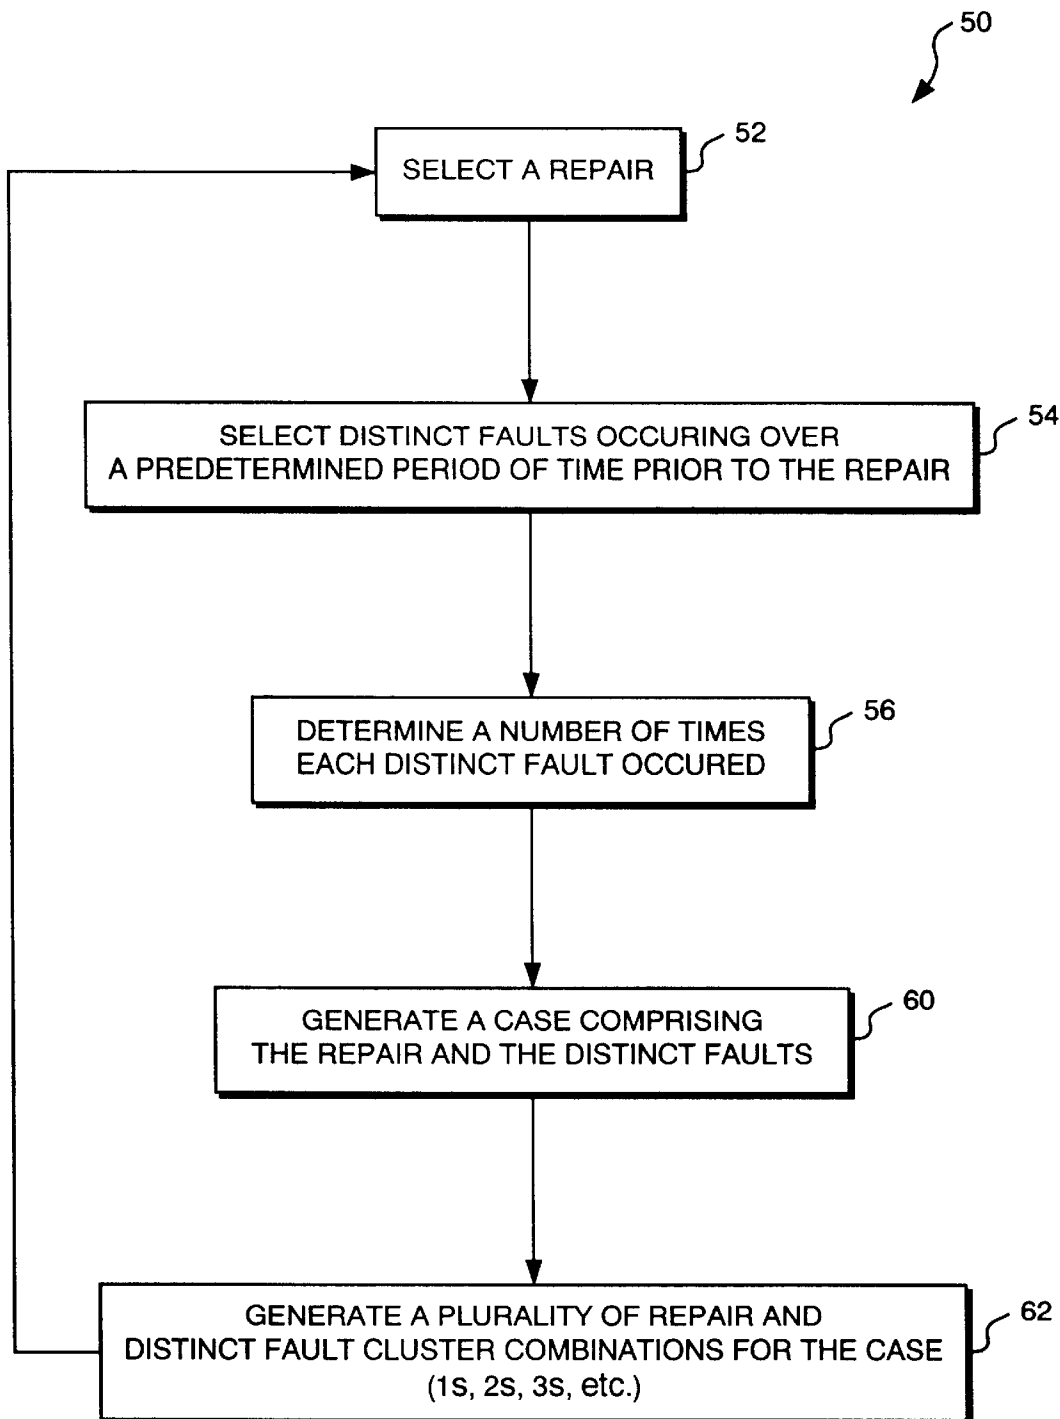 50
52
SELECT A REPAIR
54
SELECT DISTINCT FAULTS OCCURING OVER
A PREDETERMINED PERIOD OF TIME PRIOR TO THE REPAIR
56
DETERMINE A NUMBER OF TIMES
EACH DISTINCT FAULT OCCURED
60
GENERATE A CASE COMPRISING
THE REPAIR AND THE DISTINCT FAULTS
62
GENERATE A PLURALITY OF REPAIR AND
DISTINCT FAULT CLUSTER COMBINATIONS FOR THE CASE
(1s, 2s, 3s, etc.)